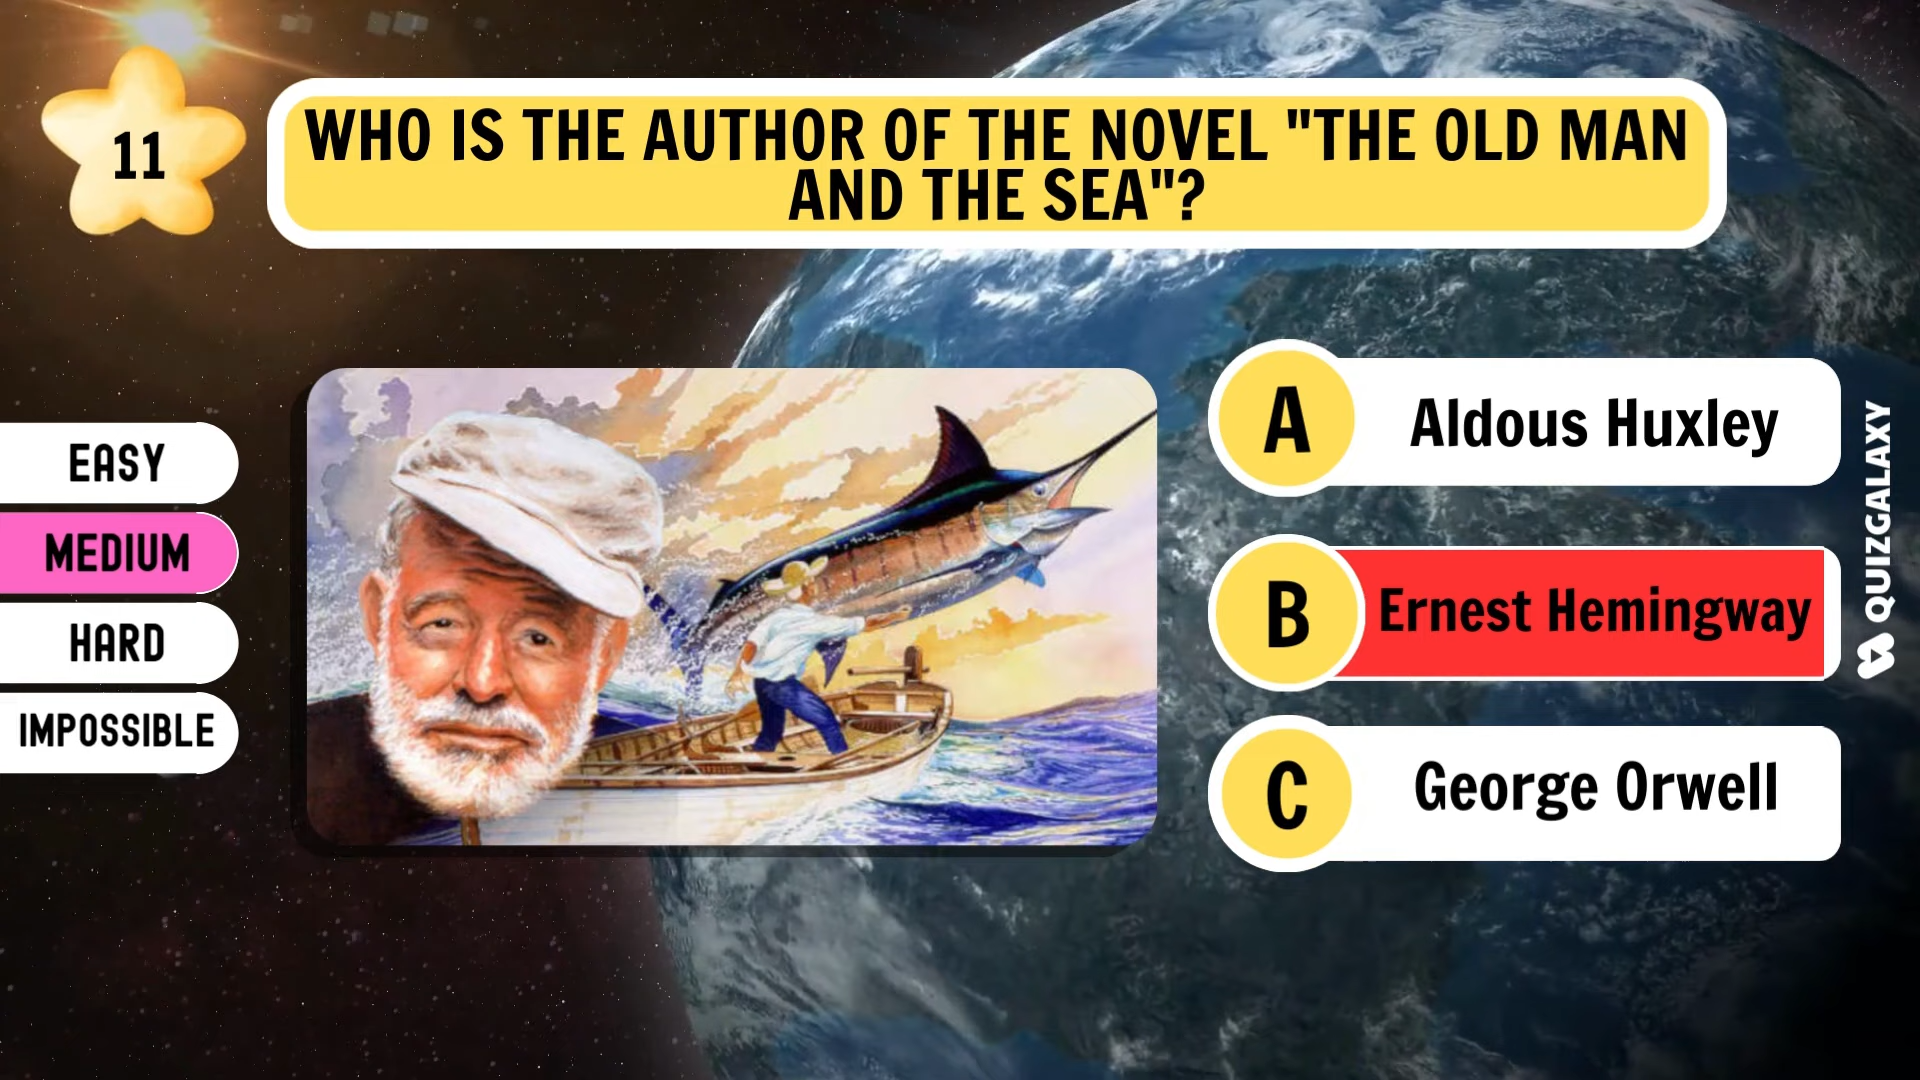 11
WHO IS THE AUTHOR OF THE NOVEL "THE OLD MAN
AND THE SEA"?
EASY
MEDIUM
HARD
IMPOSSIBLE
A
Aldous Huxley
B
Ernest Hemingway
C
George Orwell
QUIZGALAXY